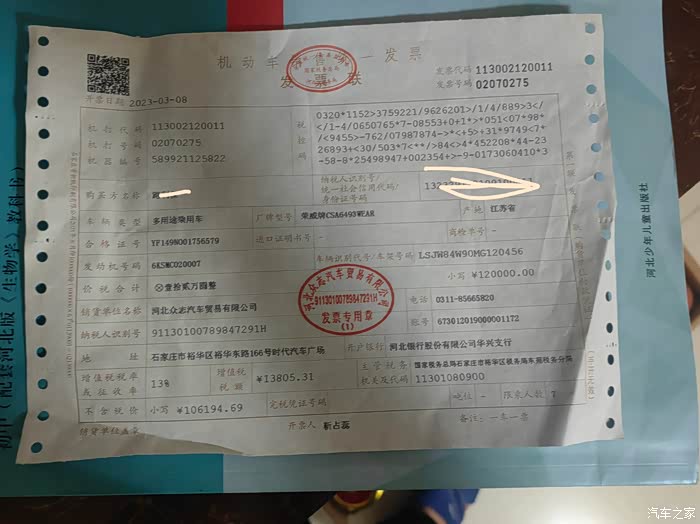 机动车销售统一发票
发票联
发票代码 113002120011
发票号码 02070275
开票日期 2023-03-08
机打代码 113002120011
机打号码 02070275
机器编号 589921125822
税控码
0320*1152>3759221/9626201>/1/4/889>3</
</1-4/0650765*7-08553+0+1*>*051<07*98*
/<9455>-762/07987874->*<+5>+31*9749<7*
26893+<30/503*7<**/>84<>4*452208*44-23
-58-8*25498947+002354+>-9-0173060410*3
购买方名称
纳税人识别号/
统一社会信用代码/
身份证号码
车辆类型 多用途乘用车 厂牌型号 荣威牌CSA6493WEAR 产地 江苏省
合格证号 YF1498001756579 进口证明书号 - 商检单号 -
发动机号码 6KSMC020007 车辆识别代号/车架号码 LSJW84W90MG120456
价税合计 ⊗壹拾贰万圆整 小写 ¥120000.00
销货单位名称 河北众志汽车贸易有限公司 电话 0311-85665820
纳税人识别号 91130100789847291H 账号 673012019000001172
地址 石家庄市裕华区裕华东路166号时代汽车广场 开户银行 河北银行股份有限公司华兴支行
增值税税率或征收率 13% 增值税税额 ¥13805.31 主管税务机关及代码 国家税务总局石家庄市裕华区税务局东苑税务分局 11301080900
不含税价 小写 ¥106194.69 完税凭证号码 吨位 - 限乘人数 7
销货单位盖章 开票人 靳占蕊 备注：一车一票
河北众志汽车贸易有限公司
91130100789847291H
发票专用章
(1)
河北少年儿童出版社
初中（配套河北版《生物学》教科书）
汽车之家